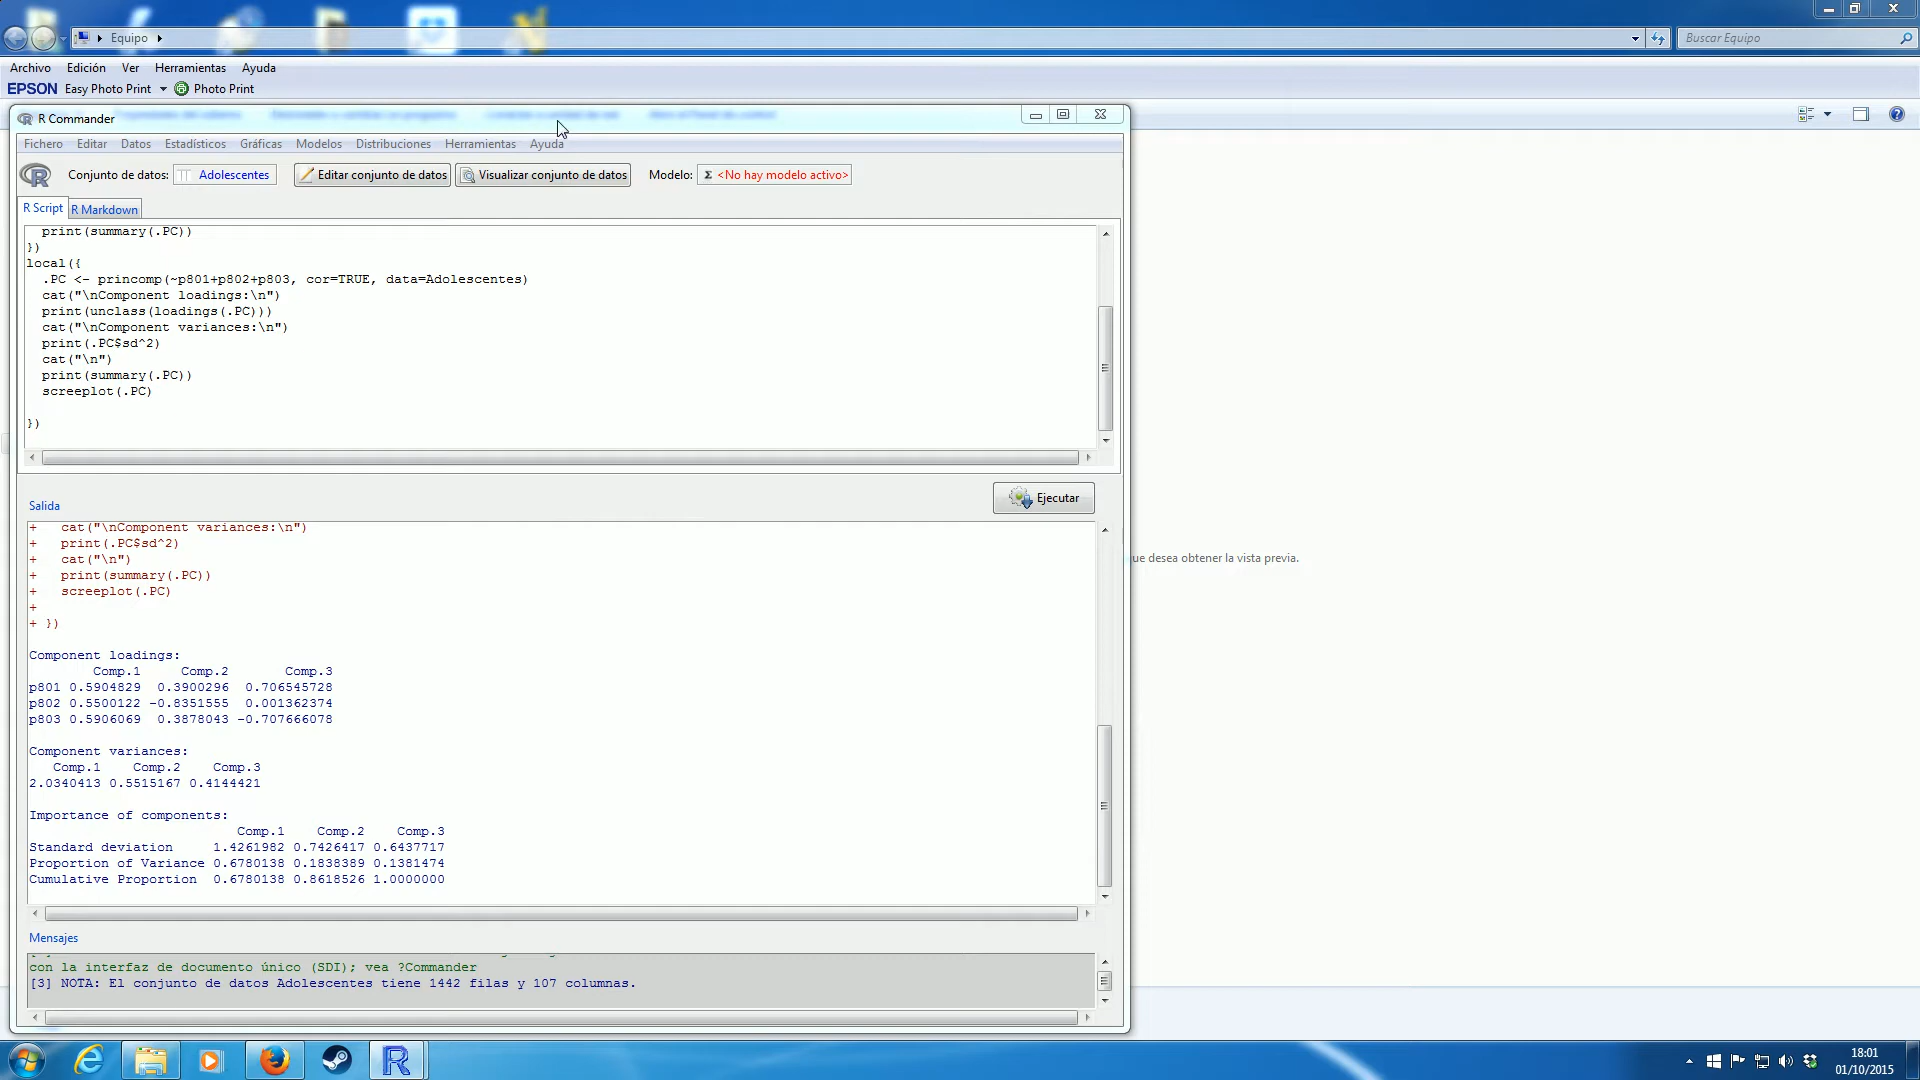 Equipo
Buscar Equipo
Archivo Edición Ver Herramientas Ayuda
EPSON Easy Photo Print Photo Print
R Commander
Fichero Editar Datos Estadísticos Gráficas Modelos Distribuciones Herramientas Ayuda
Conjunto de datos: Adolescentes Editar conjunto de datos Visualizar conjunto de datos Modelo: Σ <No hay modelo activo>
R Script R Markdown
print(summary(.PC))
})
local({
.PC <- princomp(~p801+p802+p803, cor=TRUE, data=Adolescentes)
cat("\nComponent loadings:\n")
print(unclass(loadings(.PC)))
cat("\nComponent variances:\n")
print(.PC$sd^2)
cat("\n")
print(summary(.PC))
screeplot(.PC)
})
Ejecutar
Salida
+ cat("\nComponent variances:\n")
+ print(.PC$sd^2)
+ cat("\n")
+ print(summary(.PC))
+ screeplot(.PC)
+
+ })
Component loadings:
Comp.1 Comp.2 Comp.3
p801 0.5904829 0.3900296 0.706545728
p802 0.5500122 -0.8351555 0.001362374
p803 0.5906069 0.3878043 -0.707666078
Component variances:
Comp.1 Comp.2 Comp.3
2.0340413 0.5515167 0.4144421
Importance of components:
Comp.1 Comp.2 Comp.3
Standard deviation 1.4261982 0.7426417 0.6437717
Proportion of Variance 0.6780138 0.1838389 0.1381474
Cumulative Proportion 0.6780138 0.8618526 1.0000000
ue desea obtener la vista previa.
Mensajes
con la interfaz de documento único (SDI); vea ?Commander
[3] NOTA: El conjunto de datos Adolescentes tiene 1442 filas y 107 columnas.
18:01
01/10/2015